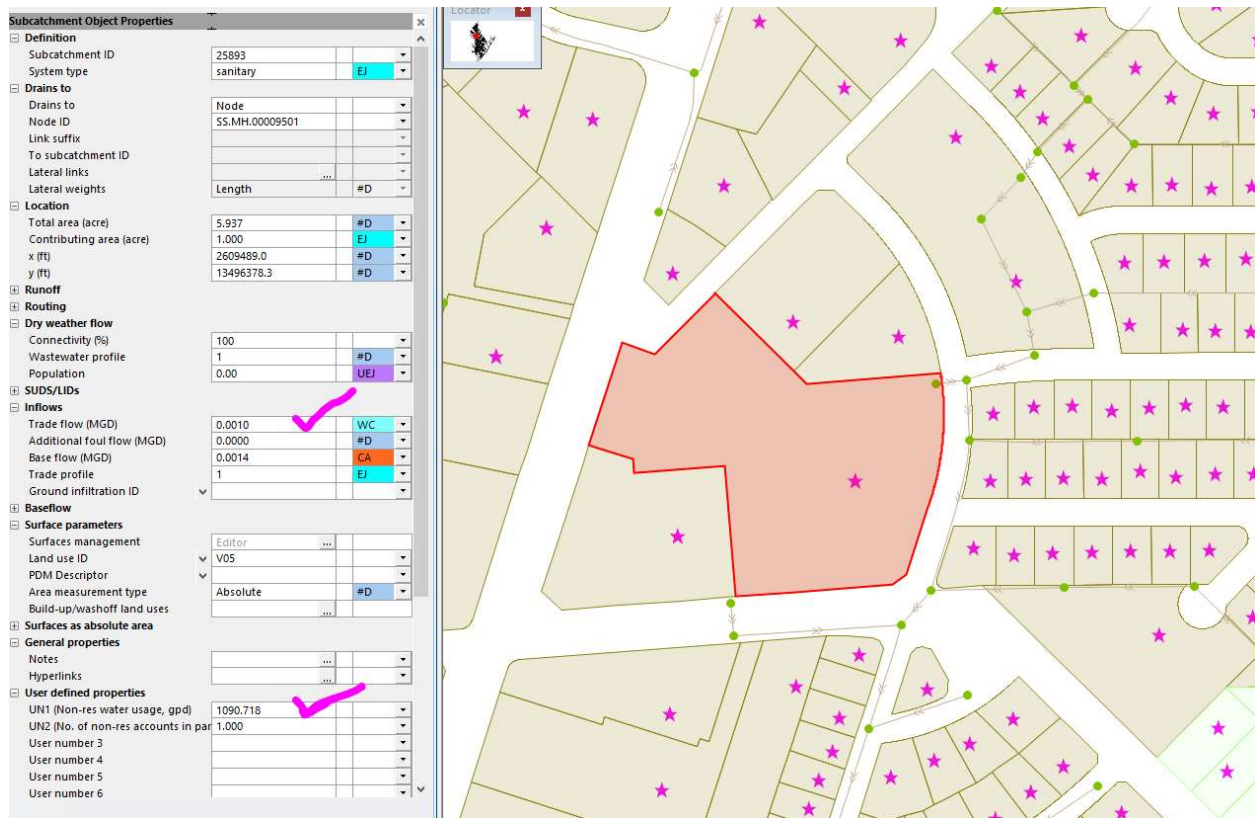 Subcatchment Object Properties
Definition
Subcatchment ID 25893
System type sanitary EJ
Drains to
Drains to Node
Node ID SS.MH.00009501
Link suffix
To subcatchment ID
Lateral links ...
Lateral weights Length #D
Location
Total area (acre) 5.937 #D
Contributing area (acre) 1.000 EJ
x (ft) 2609489.0 #D
y (ft) 13496378.3 #D
Runoff
Routing
Dry weather flow
Connectivity (%) 100
Wastewater profile 1 #D
Population 0.00 UEJ
SUDS/LIDs
Inflows
Trade flow (MGD) 0.0010 WC
Additional foul flow (MGD) 0.0000 #D
Base flow (MGD) 0.0014 CA
Trade profile 1 EJ
Ground infiltration ID
Baseflow
Surface parameters
Surfaces management Editor ...
Land use ID V05
PDM Descriptor
Area measurement type Absolute #D
Build-up/washoff land uses ...
Surfaces as absolute area
General properties
Notes ...
Hyperlinks ...
User defined properties
UN1 (Non-res water usage, gpd) 1090.718
UN2 (No. of non-res accounts in par 1.000
User number 3
User number 4
User number 5
User number 6
Locator